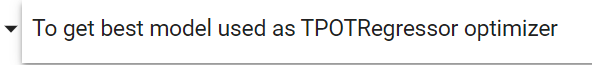 To get best model used as TPOTRegressor optimizer